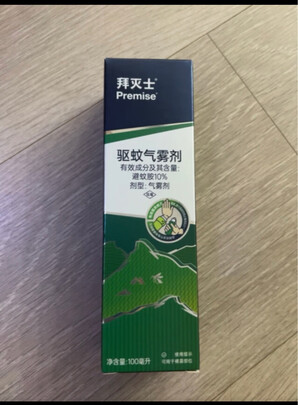 拜灭士
Premise
驱蚊气雾剂
有效成分及其含量:
避蚊胺10%
剂型: 气雾剂
净含量:100毫升